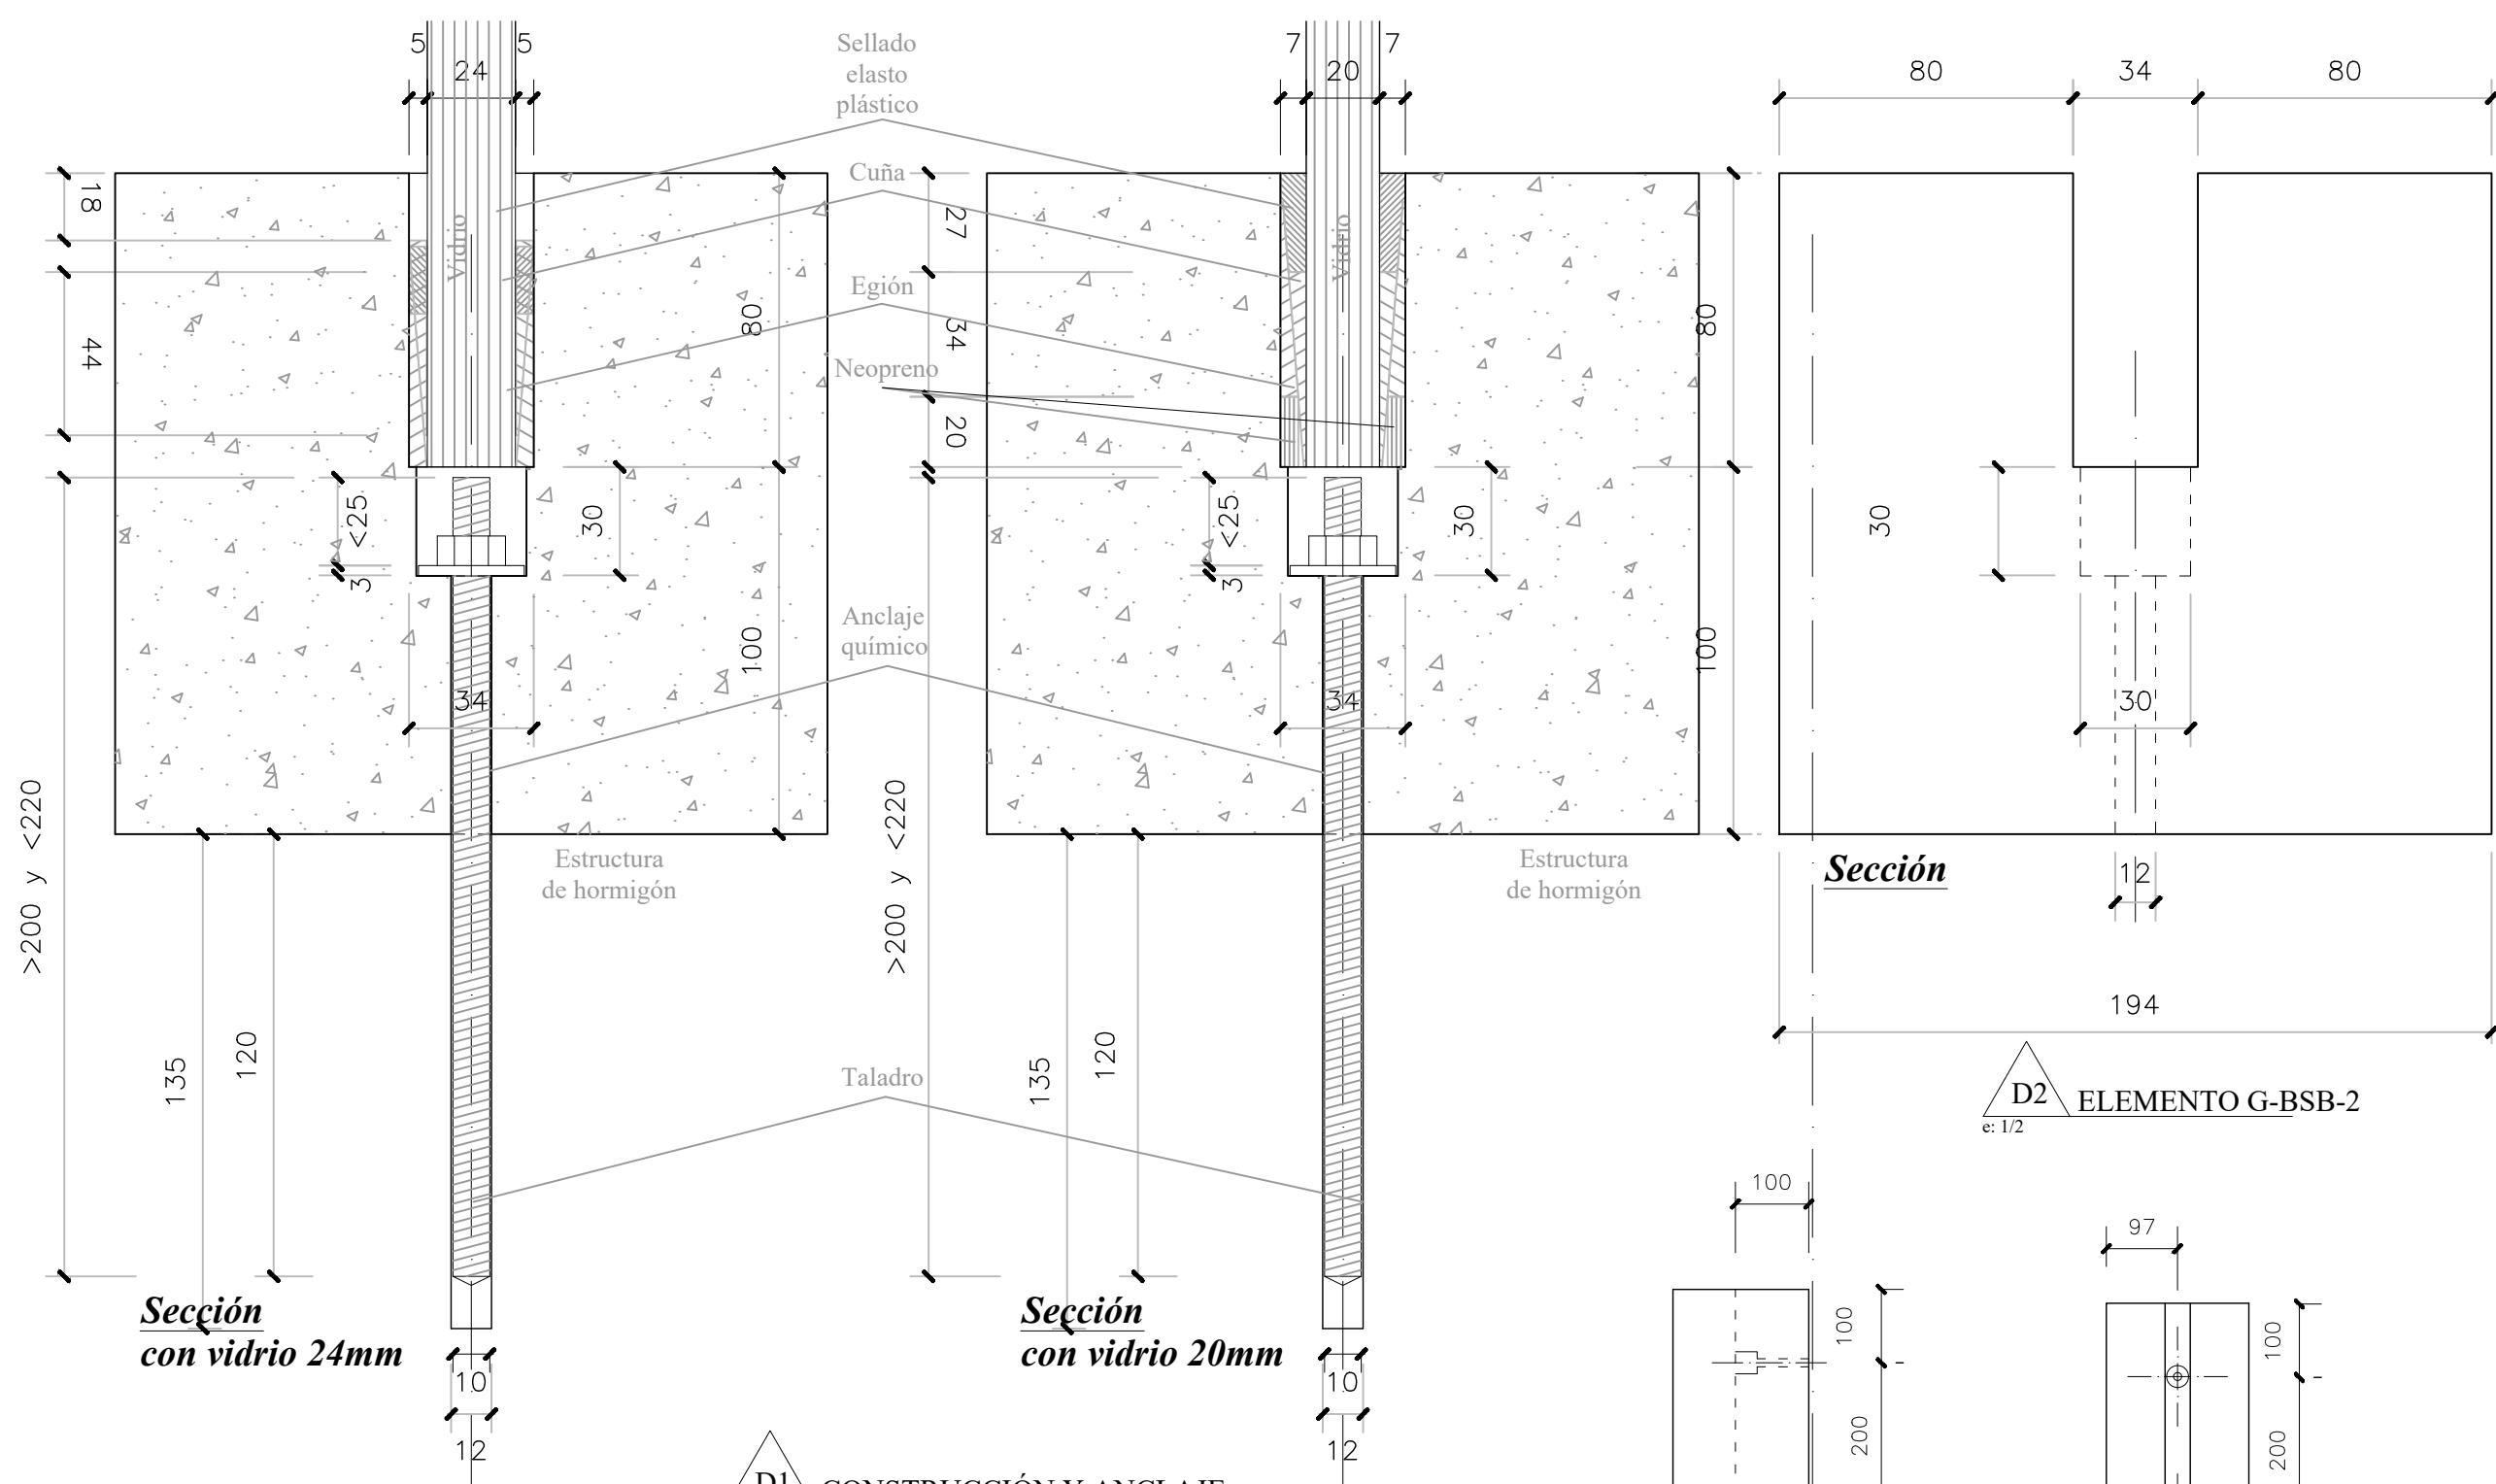 5
5
24
7
7
20
80
34
80
Sellado
elasto
plástico
Cuña
Egión
Neopreno
Vidrio
Vidrio
18
44
80
27
34
20
80
<25
3
30
<25
3
30
30
Anclaje
químico
100
34
34
100
30
>200 y <220
>200 y <220
Estructura
de hormigón
Estructura
de hormigón
Sección
12
194
135
120
135
120
Taladro
D2
ELEMENTO G-BSB-2
e: 1/2
100
97
Sección
con vidrio 24mm
Sección
con vidrio 20mm
100
100
10
10
200
200
12
12
D1
CONSTRUCCIÓN Y ANCLAJE